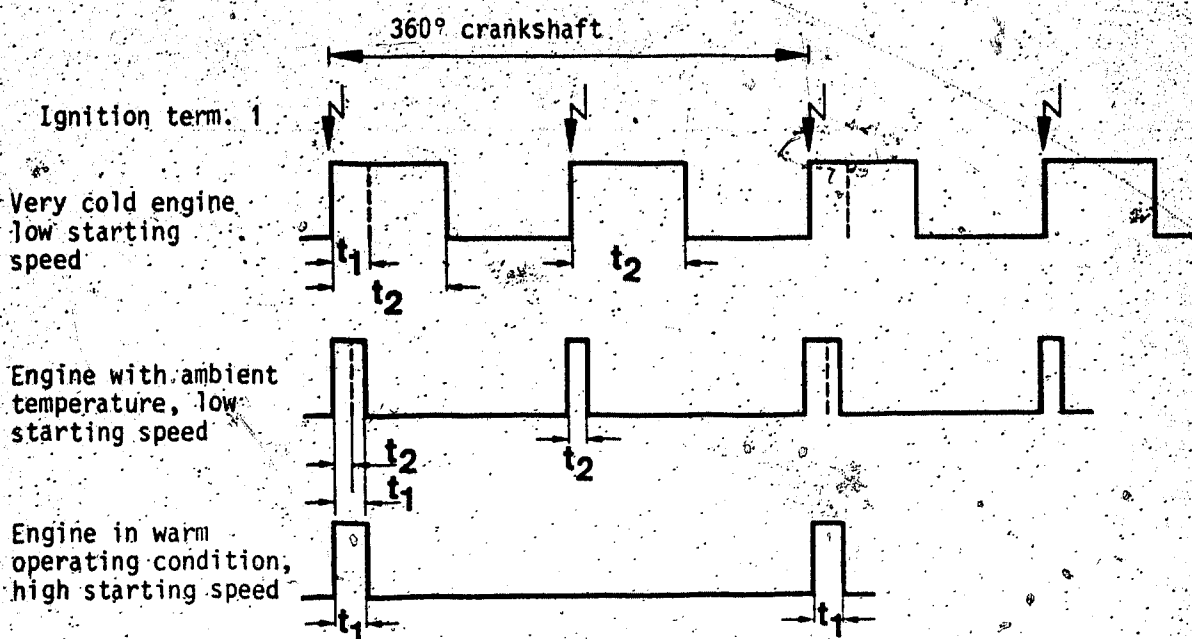 360° crankshaft
Ignition term. 1
Very cold engine
low starting
speed
t1
t2
t2
Engine with ambient
temperature, low
starting speed
t2
t2
t1
Engine in warm
operating condition,
high starting speed
t1
t1